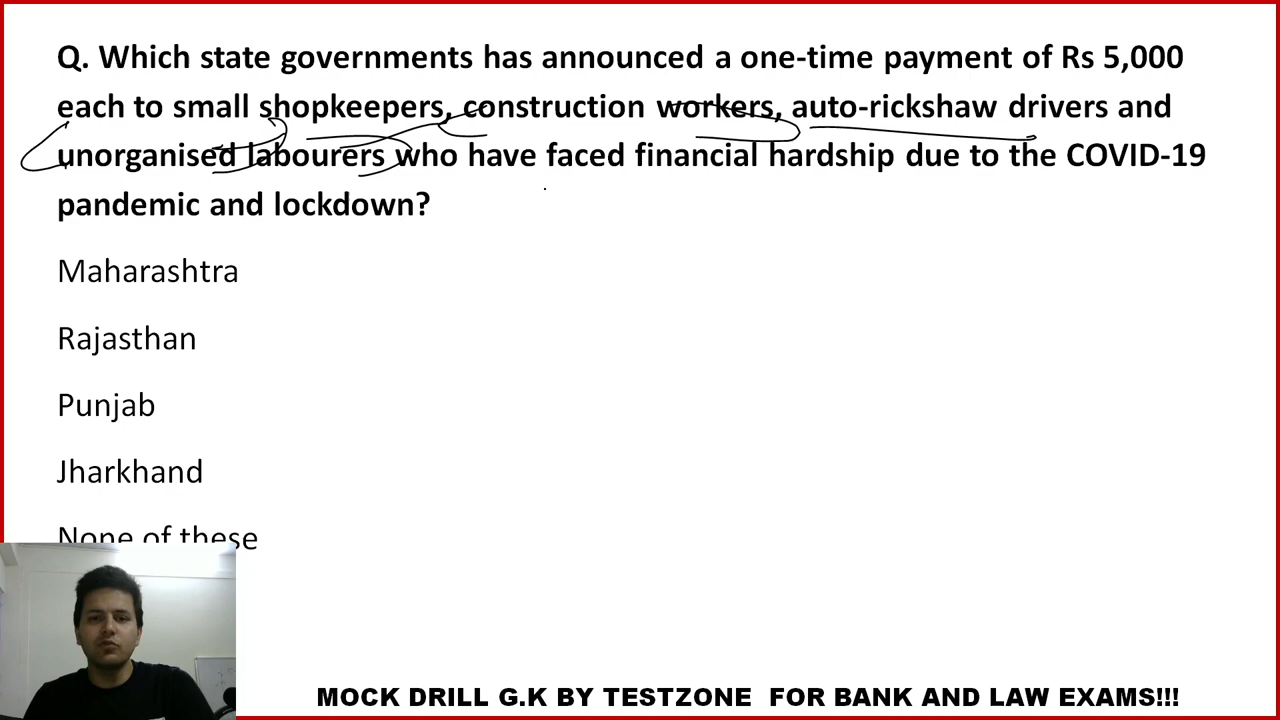 Q. Which state governments has announced a one-time payment of Rs 5,000
each to small shopkeepers, construction workers, auto-rickshaw drivers and
unorganised labourers who have faced financial hardship due to the COVID-19
pandemic and lockdown?
Maharashtra
Rajasthan
Punjab
Jharkhand
None of these
MOCK DRILL G.K BY TESTZONE FOR BANK AND LAW EXAMS!!!